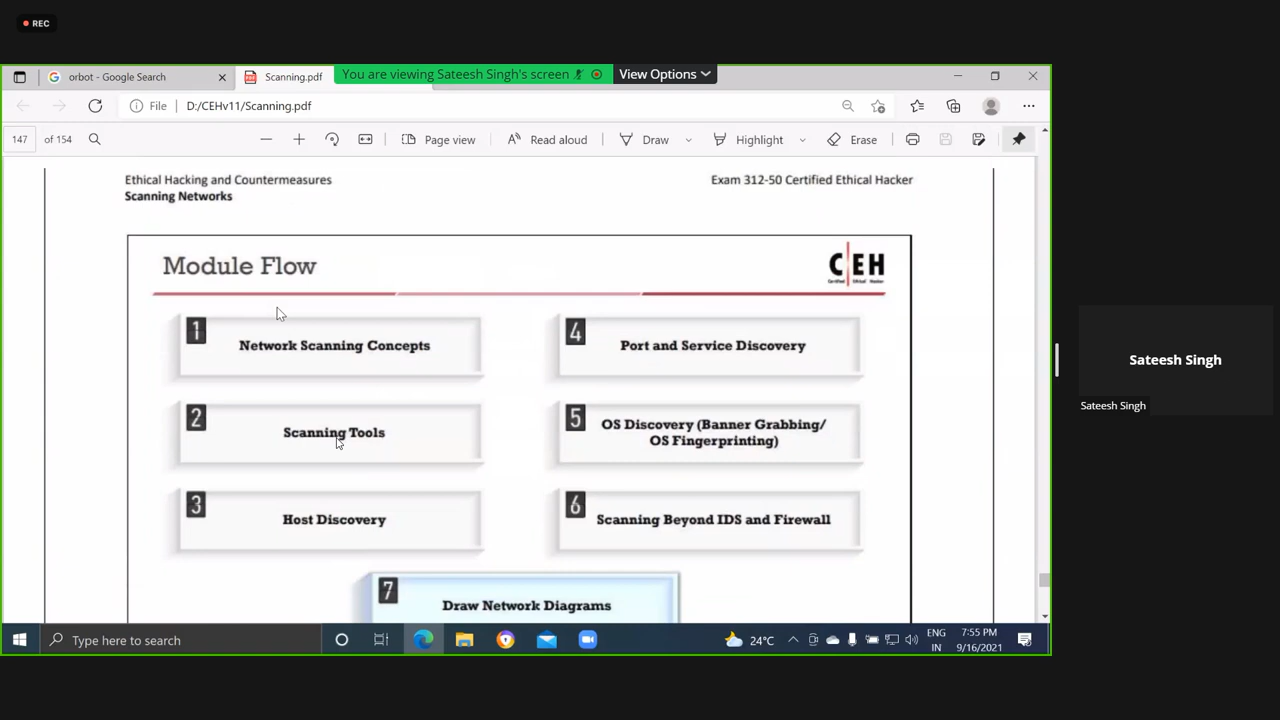 REC
orbot - Google Search
Scanning.pdf
You are viewing Sateesh Singh's screen
View Options
File
D:/CEHv11/Scanning.pdf
147 of 154
Page view
Read aloud
Draw
Highlight
Erase
Ethical Hacking and Countermeasures
Exam 312-50 Certified Ethical Hacker
Scanning Networks
Module Flow
CEH
Certified Ethical Hacker
1
Network Scanning Concepts
4
Port and Service Discovery
2
Scanning Tools
5
OS Discovery (Banner Grabbing/
OS Fingerprinting)
3
Host Discovery
6
Scanning Beyond IDS and Firewall
7
Draw Network Diagrams
Sateesh Singh
Sateesh Singh
Type here to search
24°C
ENG
IN
7:55 PM
9/16/2021